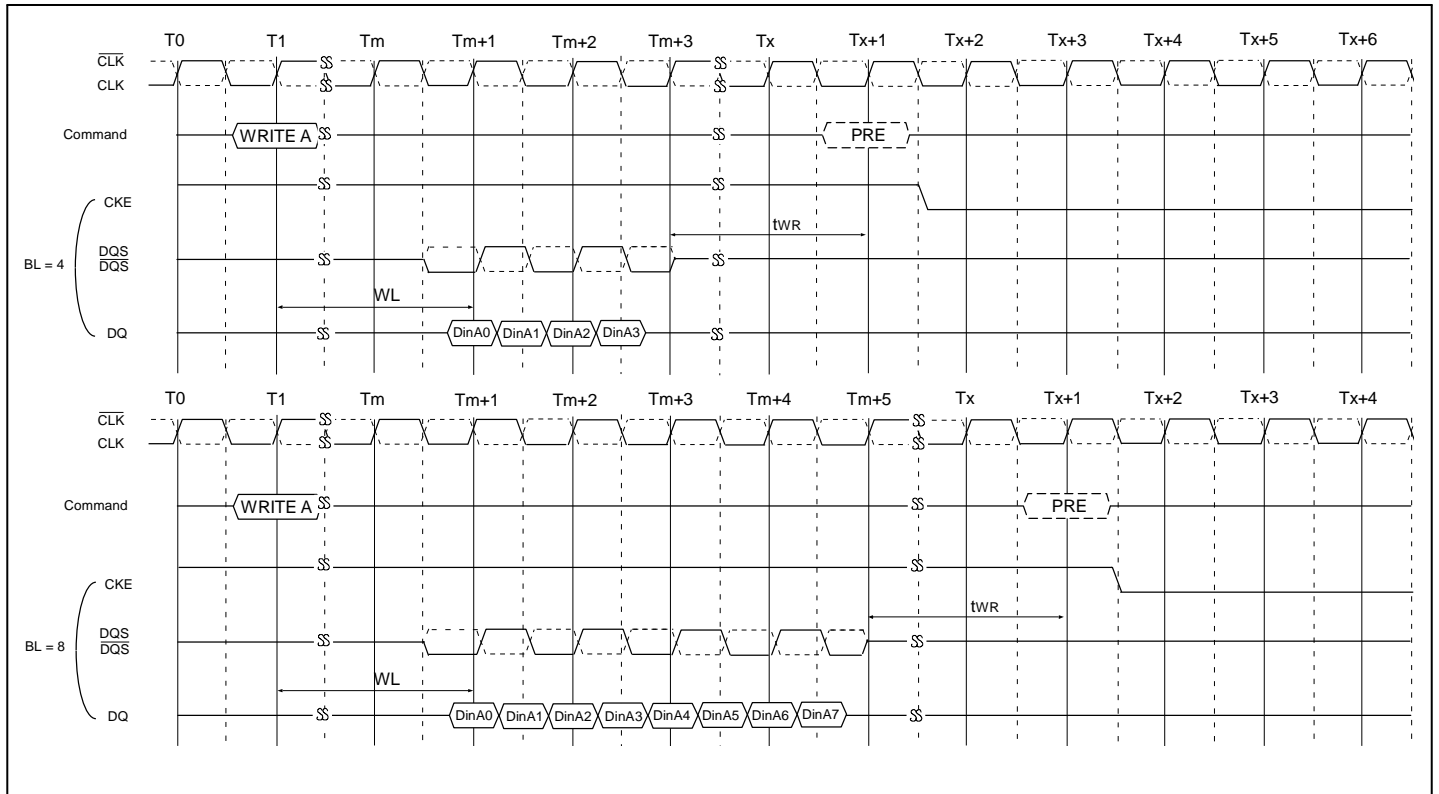 T0 T1 Tm Tm+1 Tm+2 Tm+3 Tx Tx+1 Tx+2 Tx+3 Tx+4 Tx+5 Tx+6
CLK
CLK
Command WRITE A PRE
CKE
tWR
BL = 4
DQS
DQS
WL
DQ DinA0 DinA1 DinA2 DinA3
T0 T1 Tm Tm+1 Tm+2 Tm+3 Tm+4 Tm+5 Tx Tx+1 Tx+2 Tx+3 Tx+4
CLK
CLK
Command WRITE A PRE
CKE
tWR
BL = 8
DQS
DQS
WL
DQ DinA0 DinA1 DinA2 DinA3 DinA4 DinA5 DinA6 DinA7